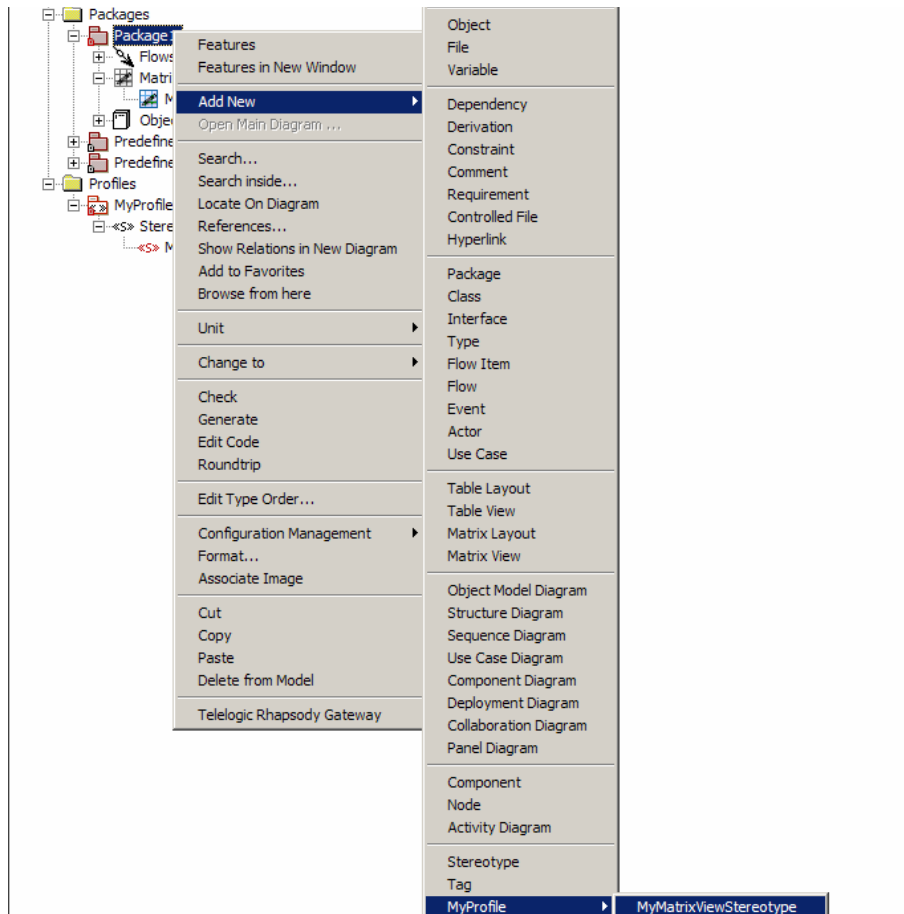 Packages
Package
Flows
Matri
M
Obje
Predefine
Predefine
Profiles
MyProfile
«S» Stere
«S» M
Features
Features in New Window
Add New
Open Main Diagram ...
Search...
Search inside...
Locate On Diagram
References...
Show Relations in New Diagram
Add to Favorites
Browse from here
Unit
Change to
Check
Generate
Edit Code
Roundtrip
Edit Type Order...
Configuration Management
Format...
Associate Image
Cut
Copy
Paste
Delete from Model
Telelogic Rhapsody Gateway
Object
File
Variable
Dependency
Derivation
Constraint
Comment
Requirement
Controlled File
Hyperlink
Package
Class
Interface
Type
Flow Item
Flow
Event
Actor
Use Case
Table Layout
Table View
Matrix Layout
Matrix View
Object Model Diagram
Structure Diagram
Sequence Diagram
Use Case Diagram
Component Diagram
Deployment Diagram
Collaboration Diagram
Panel Diagram
Component
Node
Activity Diagram
Stereotype
Tag
MyProfile
MyMatrixViewStereotype